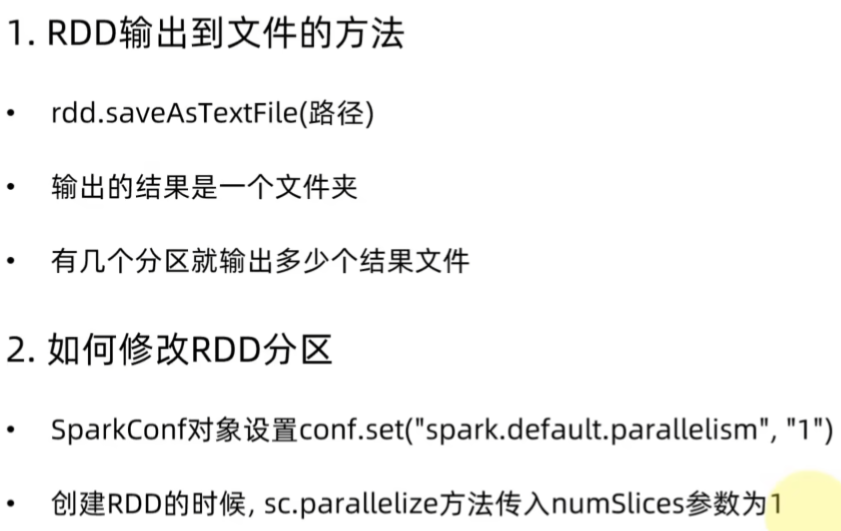 1. RDD输出到文件的方法
• rdd.saveAsTextFile(路径)
• 输出的结果是一个文件夹
• 有几个分区就输出多少个结果文件
2. 如何修改RDD分区
• SparkConf对象设置conf.set("spark.default.parallelism", "1")
• 创建RDD的时候, sc.parallelize方法传入numSlices参数为1